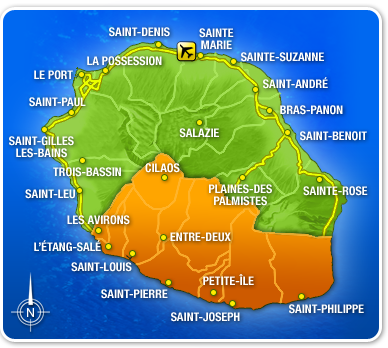 SAINT-DENIS
SAINTE
MARIE
LA POSSESSION
SAINTE-SUZANNE
LE PORT
SAINT-ANDRÉ
SAINT-PAUL
BRAS-PANON
SALAZIE
SAINT-BENOIT
SAINT-GILLES
LES-BAINS
TROIS-BASSIN
CILAOS
SAINT-LEU
PLAINES-DES
PALMISTES
SAINTE-ROSE
LES AVIRONS
ENTRE-DEUX
L'ÉTANG-SALÉ
SAINT-LOUIS
PETITE-ÎLE
SAINT-PIERRE
SAINT-PHILIPPE
SAINT-JOSEPH
N